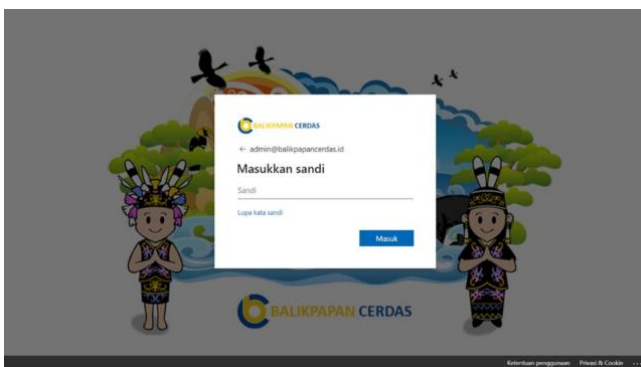 BALIKPAPAN CERDAS
← admin@balikpapancerdas.id
Masukkan sandi
Sandi
Lupa kata sandi
Masuk
BALIKPAPAN CERDAS
Ketentuan penggunaan Privasi & Cookie ...